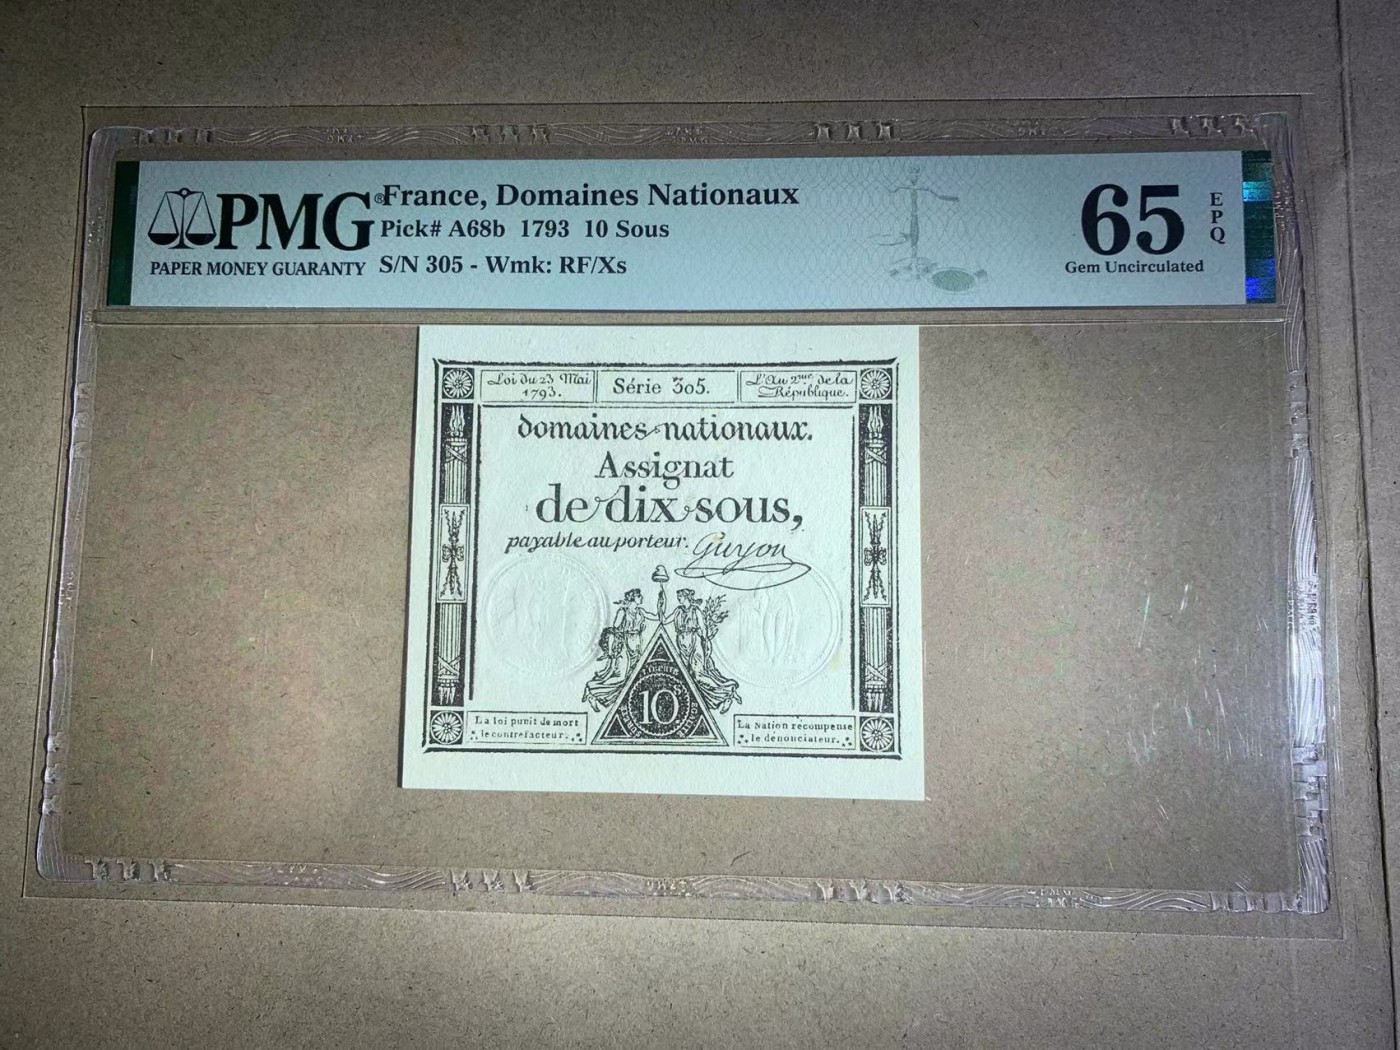 PMG®
PAPER MONEY GUARANTY
France, Domaines Nationaux
Pick# A68b 1793 10 Sous
S/N 305 - Wmk: RF/Xs
65
EPQ
Gem Uncirculated
Loi du 23 Mai
1793.
Série 305.
L'An 2me. de la
République.
domaines nationaux.
Assignat
de dix sous,
payable au porteur.
Guyon
10
La loi punit de mort
le contrefacteur.
La Nation récompense
le dénonciateur.